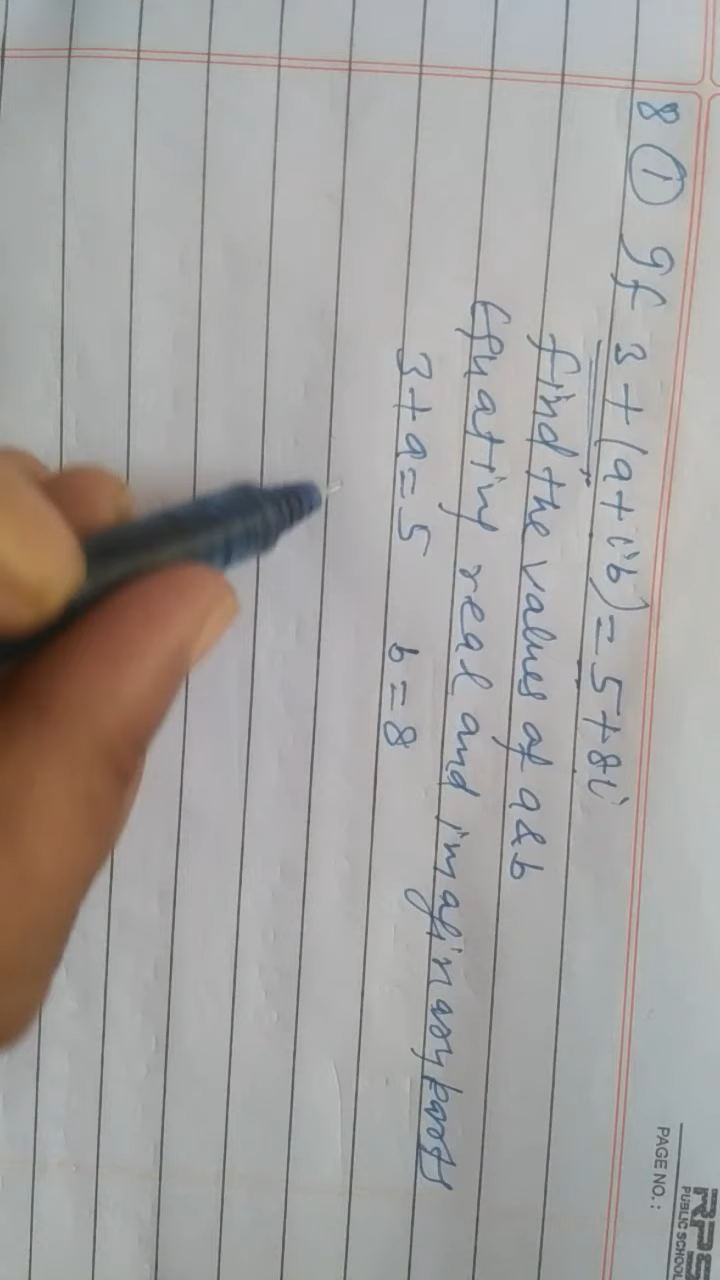 8 (i) If 3+(a+ib)=5+8i
find the values of a&b
Equating real and imaginary parts
3+a=5 b=8
PAGE NO.:
RPS
PUBLIC SCHOOL